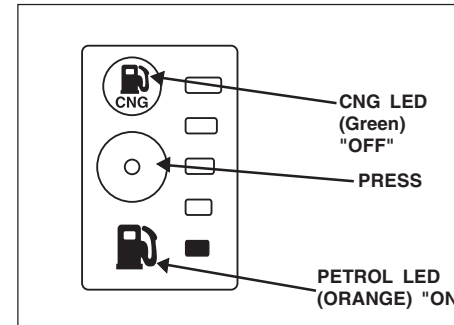 CNG
CNG LED
(Green)
"OFF"
PRESS
PETROL LED
(ORANGE) "ON